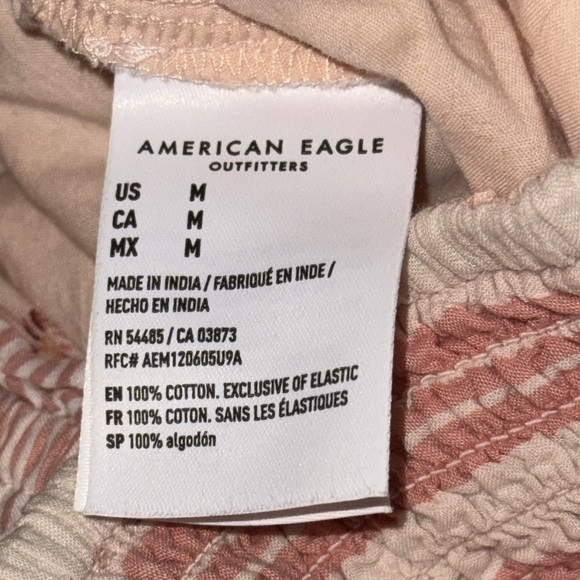 AMERICAN EAGLE
OUTFITTERS
US M
CA M
MX M
MADE IN INDIA / FABRIQUÉ EN INDE /
HECHO EN INDIA
RN 54485 / CA 03873
RFC# AEM120605U9A
EN 100% COTTON. EXCLUSIVE OF ELASTIC
FR 100% COTON. SANS LES ÉLASTIQUES
SP 100% algodón